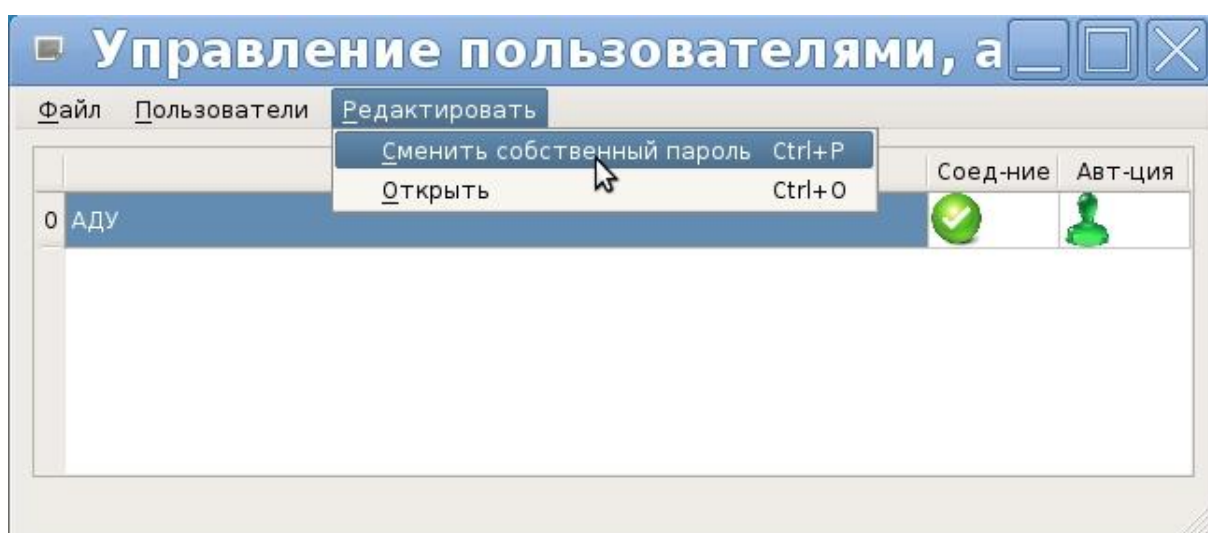 Управление пользователями, а
Файл Пользователи Редактировать
Сменить собственный пароль Ctrl+P
Открыть Ctrl+O
Соед-ние Авт-ция
0 АДУ